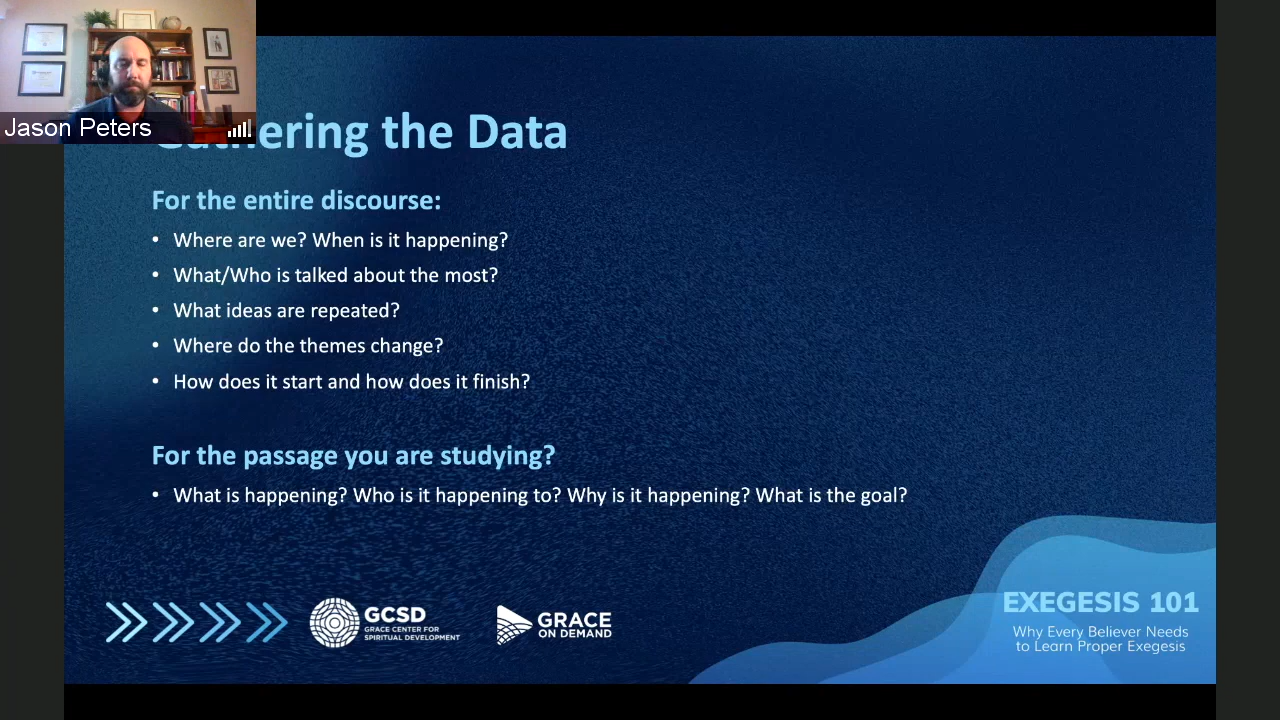 Jason Peters
Gathering the Data
For the entire discourse:
• Where are we? When is it happening?
• What/Who is talked about the most?
• What ideas are repeated?
• Where do the themes change?
• How does it start and how does it finish?
For the passage you are studying?
• What is happening? Who is it happening to? Why is it happening? What is the goal?
GCSD
GRACE CENTER FOR
SPIRITUAL DEVELOPMENT
GRACE
ON DEMAND
EXEGESIS 101
Why Every Believer Needs
to Learn Proper Exegesis